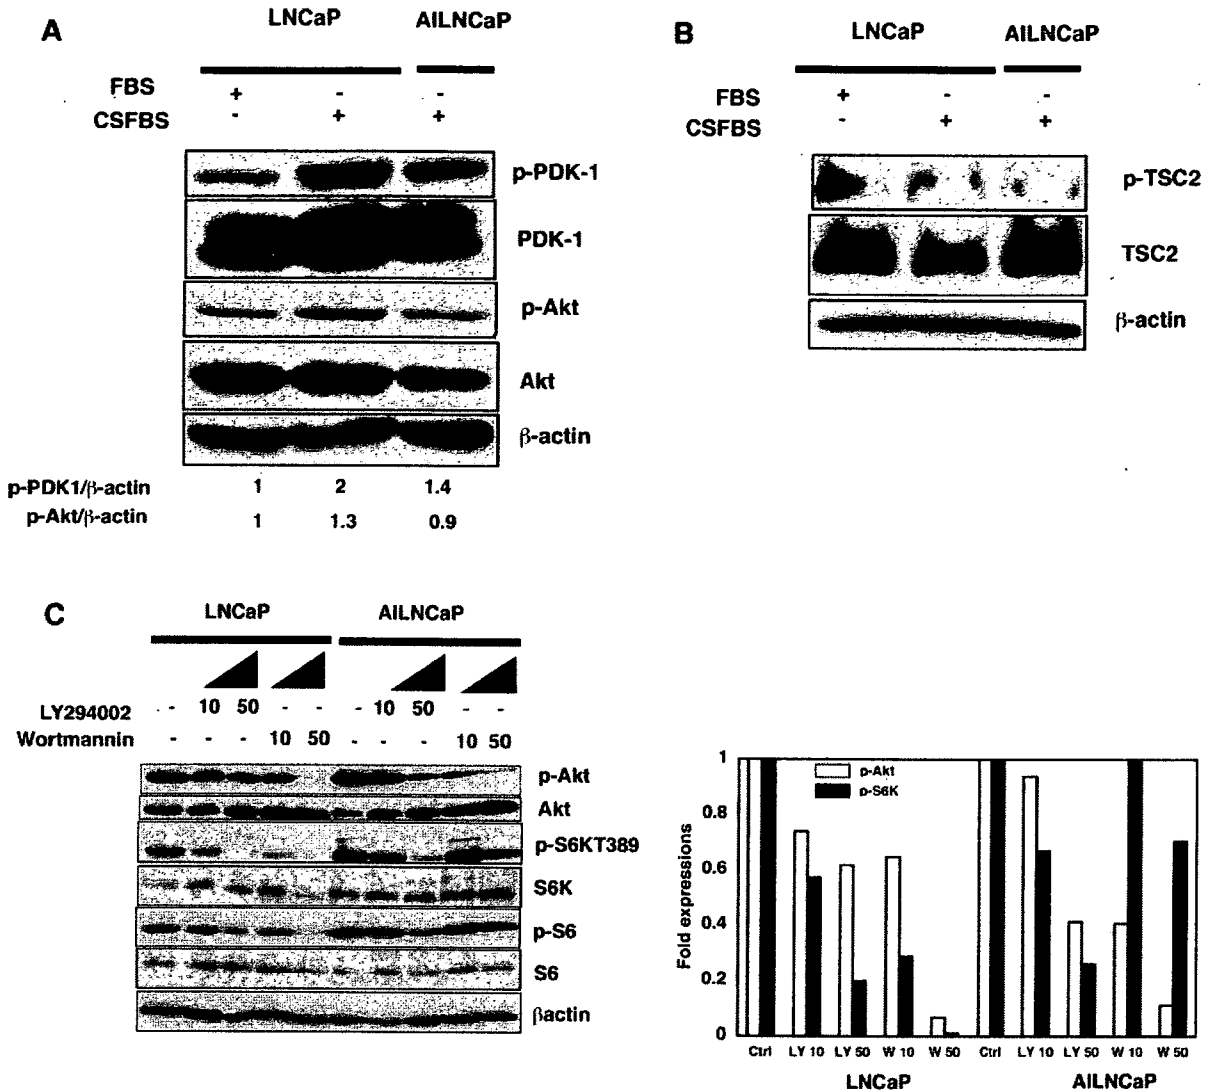 A
LNCaP AILNCaP
FBS + - -
CSFBS - + +
p-PDK-1
PDK-1
p-Akt
Akt
β-actin
p-PDK1/β-actin 1 2 1.4
p-Akt/β-actin 1 1.3 0.9
B
LNCaP AILNCaP
FBS + - -
CSFBS - + +
p-TSC2
TSC2
β-actin
C
LNCaP AILNCaP
LY294002 - 10 50 - - - 10 50 - -
Wortmannin - - - 10 50 - - - 10 50
p-Akt
Akt
p-S6KT389
S6K
p-S6
S6
βactin
p-Akt
p-S6K
Fold expressions
1
0.8
0.6
0.4
0.2
0
Ctrl LY 10 LY 50 W 10 W 50 Ctrl LY 10 LY 50 W 10 W 50
LNCaP AILNCaP